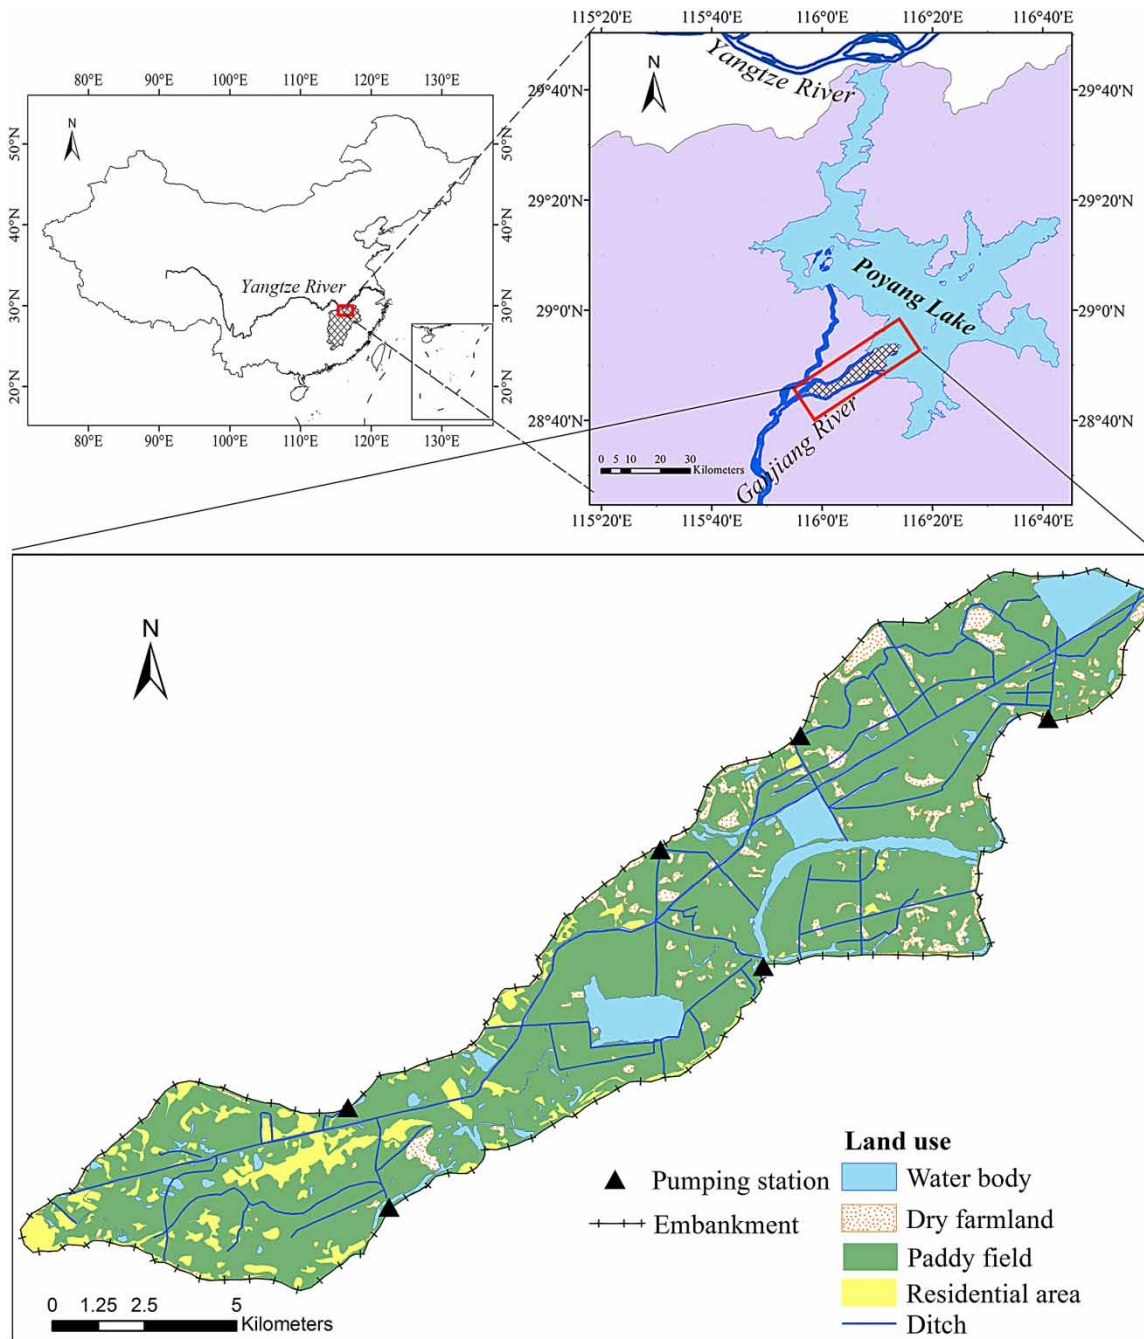 80°E 90°E 100°E 110°E 120°E 130°E
N
50°N
40°N
30°N
20°N
50°N
40°N
30°N
20°N
Yangtze River
80°E 90°E 100°E 110°E 120°E 130°E
115°20'E 115°40'E 116°0'E 116°20'E 116°40'E
Yangtze River
N
29°40'N
29°20'N
29°0'N
28°40'N
29°40'N
29°20'N
29°0'N
28°40'N
Poyang Lake
Ganjiang River
0 5 10 20 30
Kilometers
115°20'E 115°40'E 116°0'E 116°20'E 116°40'E
N
Land use
Pumping station
Embankment
Water body
Dry farmland
Paddy field
Residential area
Ditch
0 1.25 2.5 5
Kilometers